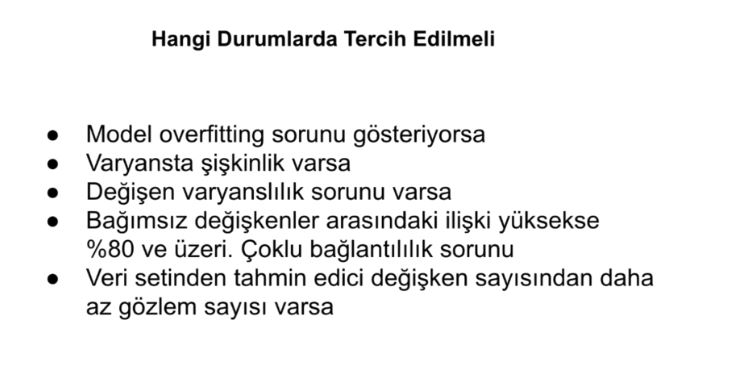 Hangi Durumlarda Tercih Edilmeli
● Model overfitting sorunu gösteriyorsa
● Varyansta şişkinlik varsa
● Değişen varyanslılık sorunu varsa
● Bağımsız değişkenler arasındaki ilişki yüksekse
%80 ve üzeri. Çoklu bağlantılılık sorunu
● Veri setinden tahmin edici değişken sayısından daha
az gözlem sayısı varsa